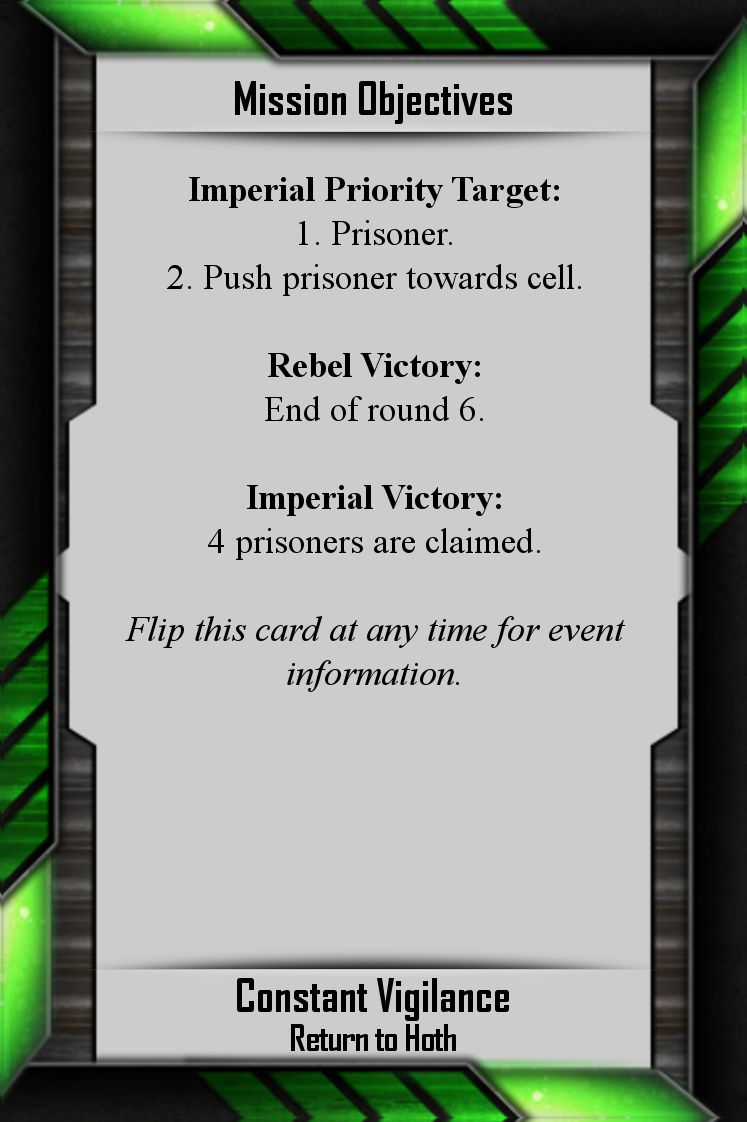 Mission Objectives
Imperial Priority Target:
1. Prisoner.
2. Push prisoner towards cell.
Rebel Victory:
End of round 6.
Imperial Victory:
4 prisoners are claimed.
Flip this card at any time for event
information.
Constant Vigilance
Return to Hoth